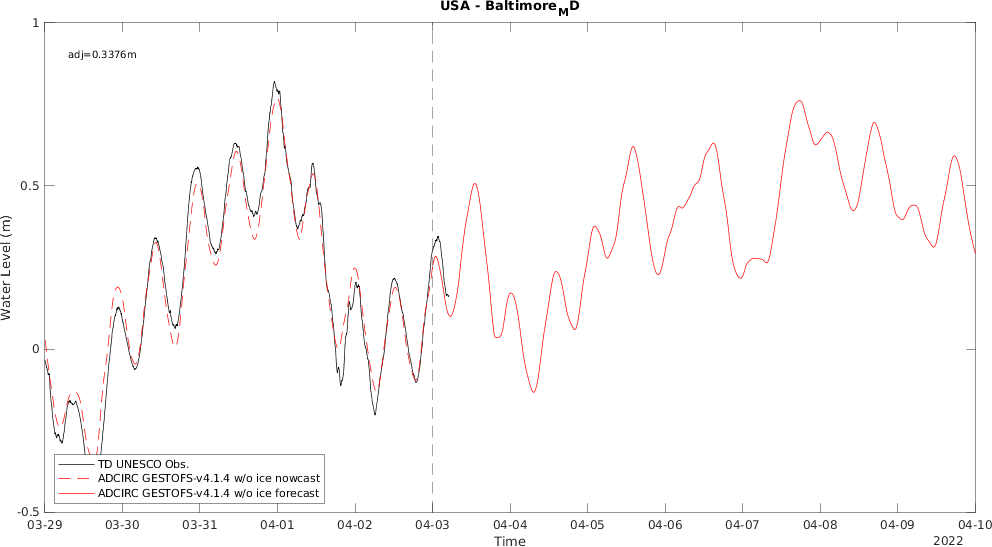 USA - Baltimore_MD
adj=0.3376m
1
0.5
0
-0.5
Water Level (m)
TD UNESCO Obs.
ADCIRC GESTOFS-v4.1.4 w/o ice nowcast
ADCIRC GESTOFS-v4.1.4 w/o ice forecast
03-29 03-30 03-31 04-01 04-02 04-03 04-04 04-05 04-06 04-07 04-08 04-09 04-10
Time
2022